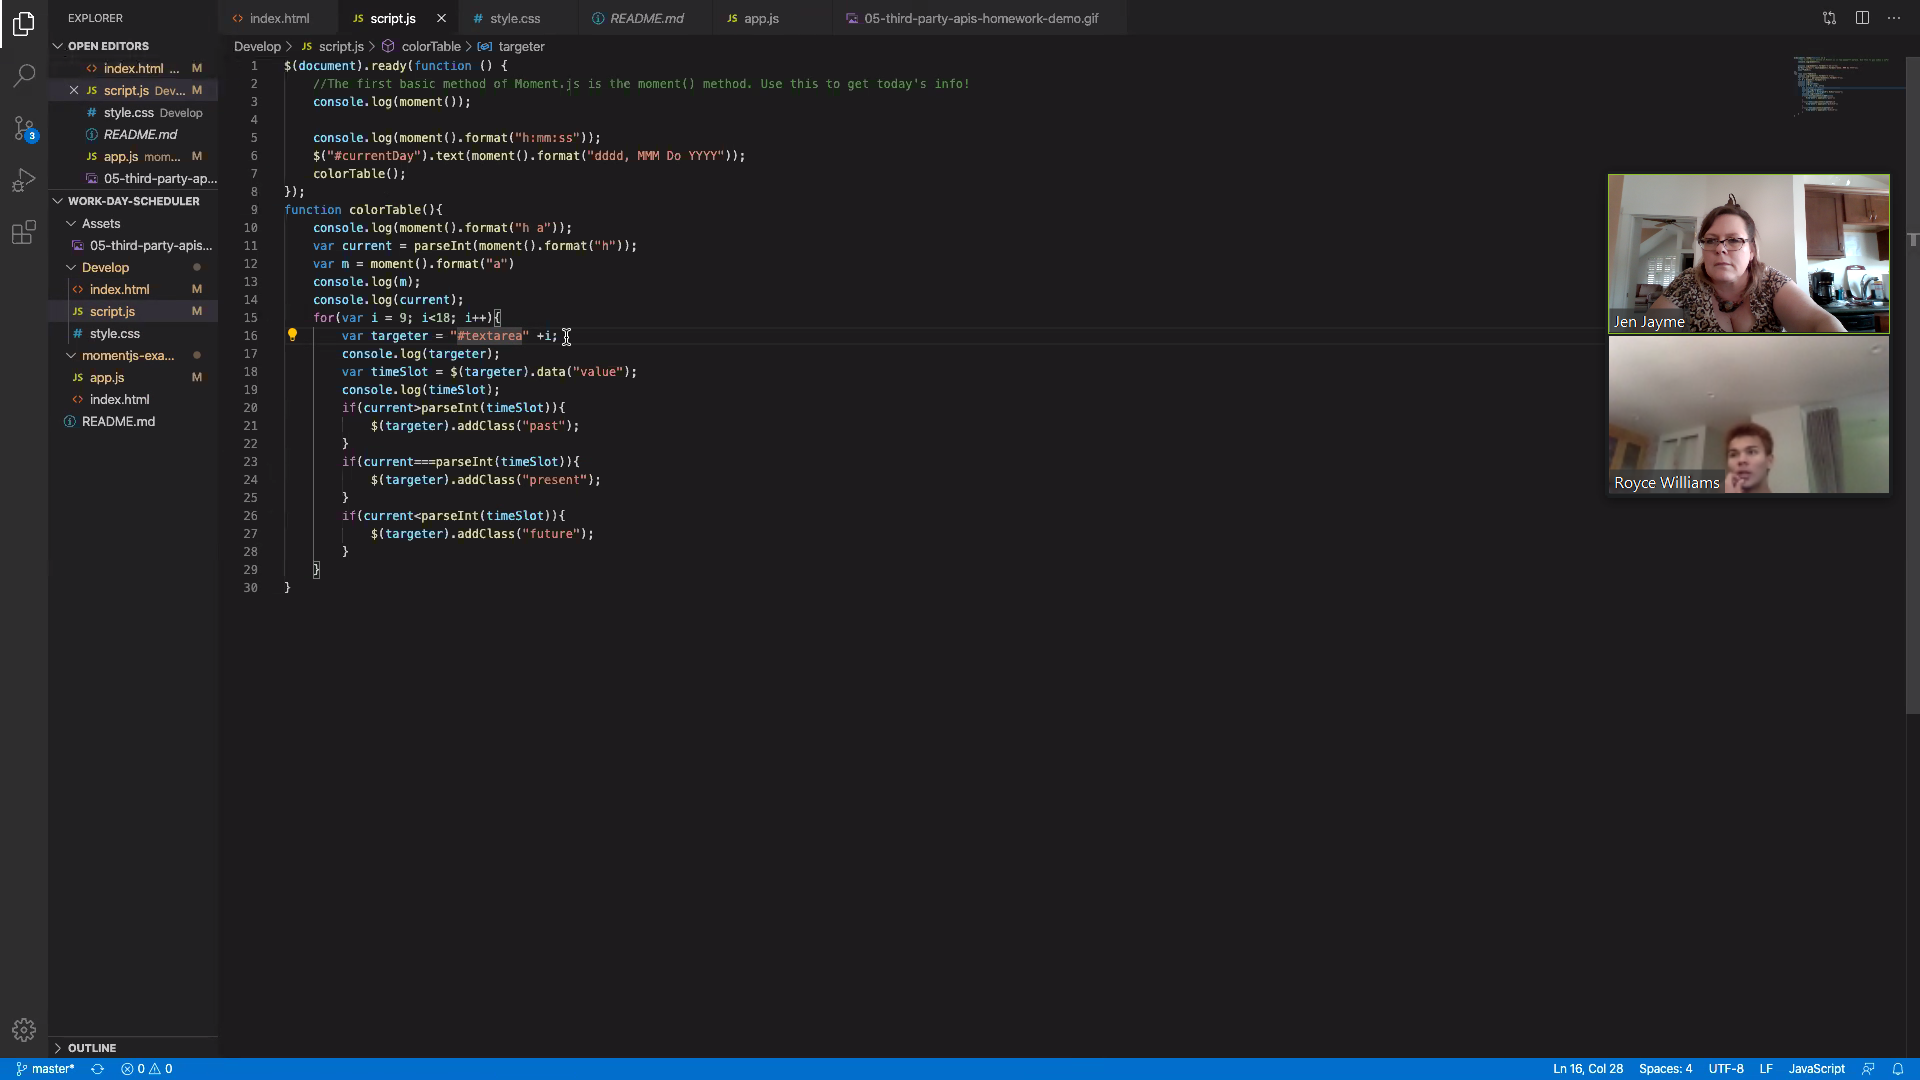 EXPLORER
index.html
script.js
style.css
README.md
app.js
05-third-party-apis-homework-demo.gif
OPEN EDITORS
index.html ... M
script.js Dev... M
style.css Develop
README.md
app.js mom... M
05-third-party-ap...
WORK-DAY-SCHEDULER
Assets
05-third-party-apis...
Develop
index.html M
script.js M
style.css
momentjs-exa...
app.js M
index.html
README.md
OUTLINE
3
Develop > JS script.js > colorTable > targeter
1 $(document).ready(function () {
2 //The first basic method of Moment.js is the moment() method. Use this to get today's info!
3 console.log(moment());
4
5 console.log(moment().format("h:mm:ss"));
6 $("#currentDay").text(moment().format("dddd, MMM Do YYYY"));
7 colorTable();
8 });
9 function colorTable(){
10 console.log(moment().format("h a"));
11 var current = parseInt(moment().format("h"));
12 var m = moment().format("a")
13 console.log(m);
14 console.log(current);
15 for(var i = 9; i<18; i++){
16 var targeter = "#textarea" +i;
17 console.log(targeter);
18 var timeSlot = $(targeter).data("value");
19 console.log(timeSlot);
20 if(current>parseInt(timeSlot)){
21 $(targeter).addClass("past");
22 }
23 if(current===parseInt(timeSlot)){
24 $(targeter).addClass("present");
25 }
26 if(current<parseInt(timeSlot)){
27 $(targeter).addClass("future");
28 }
29 }
30 }
Jen Jayme
Royce Williams
master* 0 0
Ln 16, Col 28 Spaces: 4 UTF-8 LF JavaScript